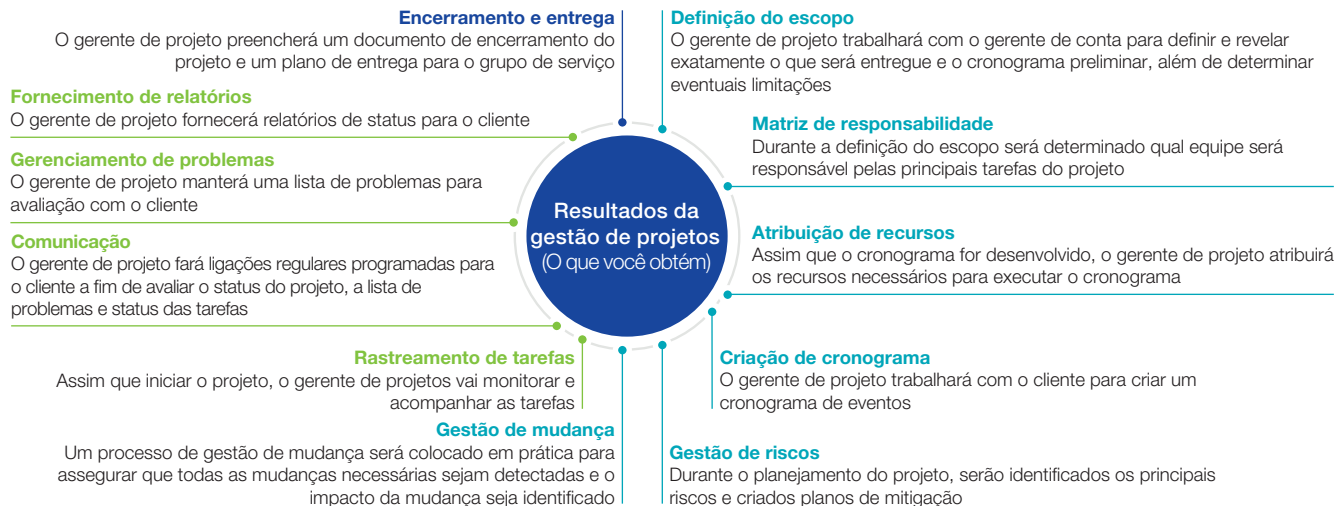 Encerramento e entrega
O gerente de projeto preencherá um documento de encerramento do
projeto e um plano de entrega para o grupo de serviço
Fornecimento de relatórios
O gerente de projeto fornecerá relatórios de status para o cliente
Gerenciamento de problemas
O gerente de projeto manterá uma lista de problemas para
avaliação com o cliente
Comunicação
O gerente de projeto fará ligações regulares programadas para
o cliente a fim de avaliar o status do projeto, a lista de
problemas e status das tarefas
Rastreamento de tarefas
Assim que iniciar o projeto, o gerente de projetos vai monitorar e
acompanhar as tarefas
Gestão de mudança
Um processo de gestão de mudança será colocado em prática para
assegurar que todas as mudanças necessárias sejam detectadas e o
impacto da mudança seja identificado
Resultados da
gestão de projetos
(O que você obtém)
Definição do escopo
O gerente de projeto trabalhará com o gerente de conta para definir e revelar
exatamente o que será entregue e o cronograma preliminar, além de determinar
eventuais limitações
Matriz de responsabilidade
Durante a definição do escopo será determinado qual equipe será
responsável pelas principais tarefas do projeto
Atribuição de recursos
Assim que o cronograma for desenvolvido, o gerente de projeto atribuirá
os recursos necessários para executar o cronograma
Criação de cronograma
O gerente de projeto trabalhará com o cliente para criar um
cronograma de eventos
Gestão de riscos
Durante o planejamento do projeto, serão identificados os principais
riscos e criados planos de mitigação